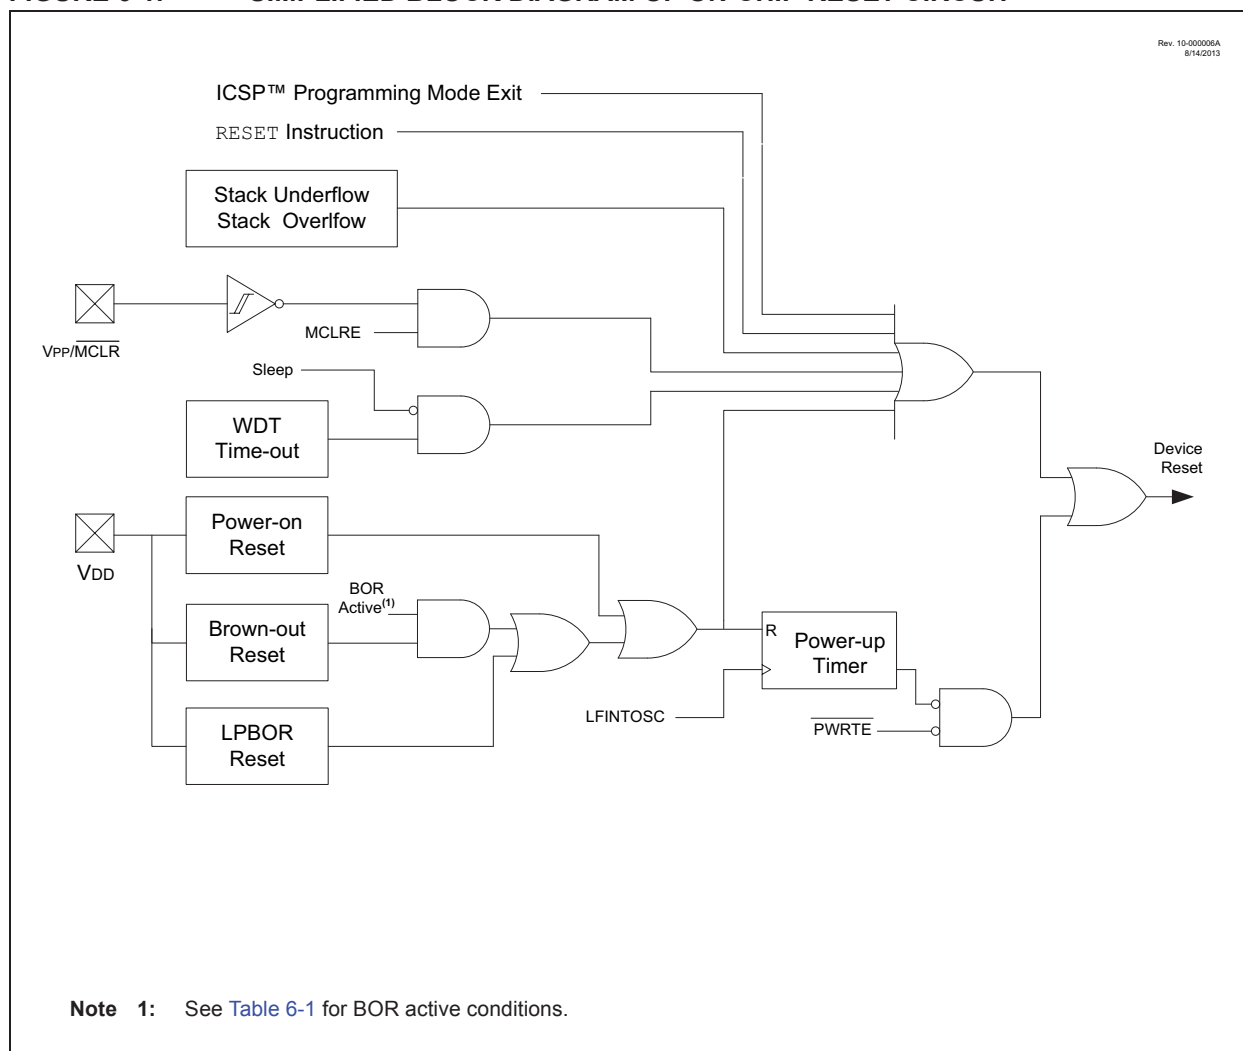 Rev. 10-000006A
8/14/2013
ICSP™ Programming Mode Exit
RESET Instruction
Stack Underflow
Stack Overlfow
VPP/MCLR
MCLRE
Sleep
WDT
Time-out
Device
Reset
Power-on
Reset
VDD
BOR
Active(1)
Brown-out
Reset
R
Power-up
Timer
LFINTOSC
PWRTE
LPBOR
Reset
Note 1: See Table 6-1 for BOR active conditions.